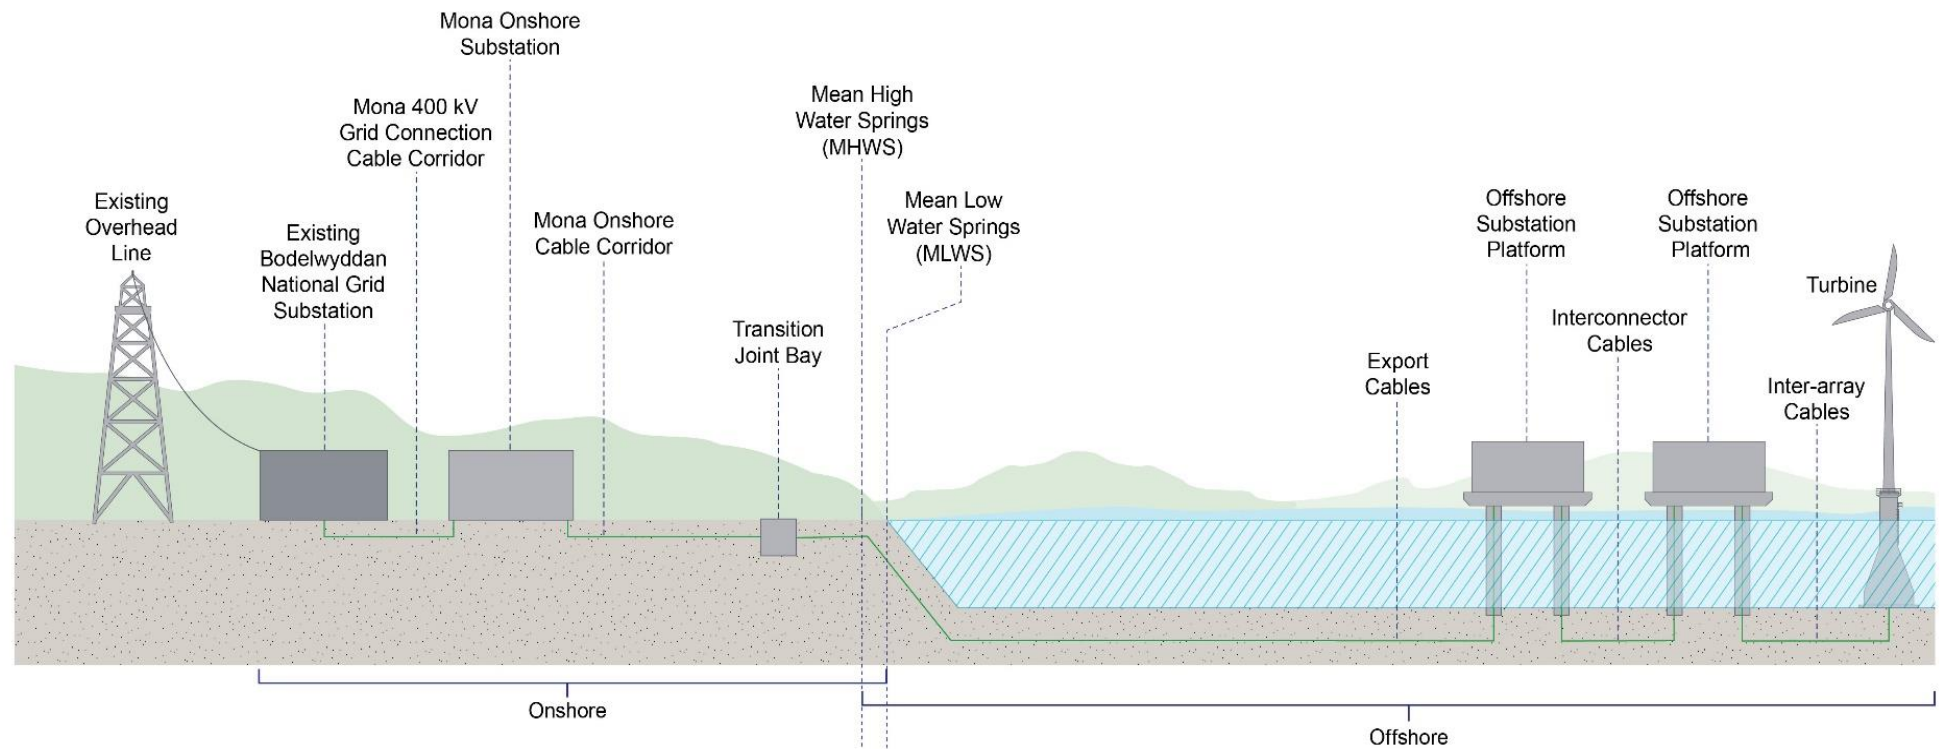 Mona Onshore
Substation
Mona 400 kV
Grid Connection
Cable Corridor
Mean High
Water Springs
(MHWS)
Existing
Overhead
Line
Existing
Bodelwyddan
National Grid
Substation
Mona Onshore
Cable Corridor
Mean Low
Water Springs
(MLWS)
Offshore
Substation
Platform
Offshore
Substation
Platform
Turbine
Transition
Joint Bay
Interconnector
Cables
Export
Cables
Inter-array
Cables
Onshore
Offshore